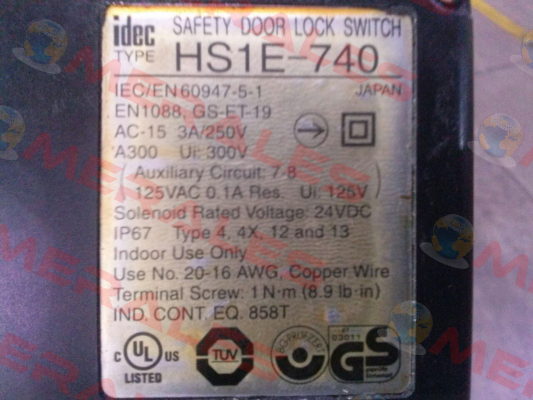 idec SAFETY DOOR LOCK SWITCH
TYPE HS1E-740
IEC/EN 60947-5-1 JAPAN
EN1088, GS-ET-19
AC-15 3A/250V
A300 Ui: 300V
( Auxiliary Circuit: 7-8
125VAC 0.1A Res. Ui: 125V )
Solenoid Rated Voltage: 24VDC
IP67 Type 4, 4X, 12 and 13
Indoor Use Only
Use No. 20-16 AWG, Copper Wire
Terminal Screw: 1 N·m (8.9 lb·in)
IND. CONT. EQ. 858T
C UL US
LISTED
TÜV
03011
GS
MERALES